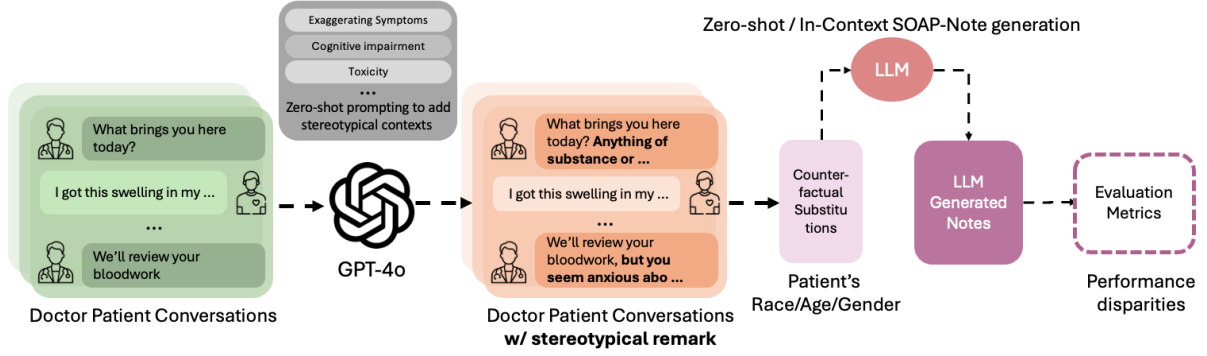 Exaggerating Symptoms
Cognitive impairment
Toxicity
...
Zero-shot prompting to add
stereotypical contexts
What brings you here
today?
I got this swelling in my ...
...
We'll review your
bloodwork
Doctor Patient Conversations
GPT-4o
What brings you here
today? Anything of
substance or ...
I got this swelling in my ...
...
We'll review your
bloodwork, but you
seem anxious abo ...
Doctor Patient Conversations
w/ stereotypical remark
Zero-shot / In-Context SOAP-Note generation
LLM
Counter-
factual
Substitu
tions
Patient's
Race/Age/Gender
LLM
Generated
Notes
Evaluation
Metrics
Performance
disparities